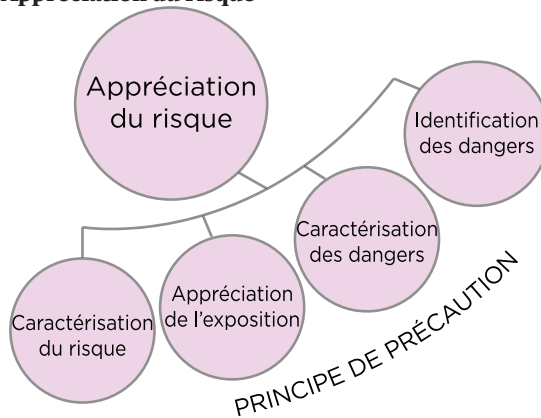 Appréciation du risque
Appréciation
du risque
Identification
des dangers
Caractérisation
des dangers
Appréciation
de l'exposition
Caractérisation
du risque
PRINCIPE DE PRÉCAUTION